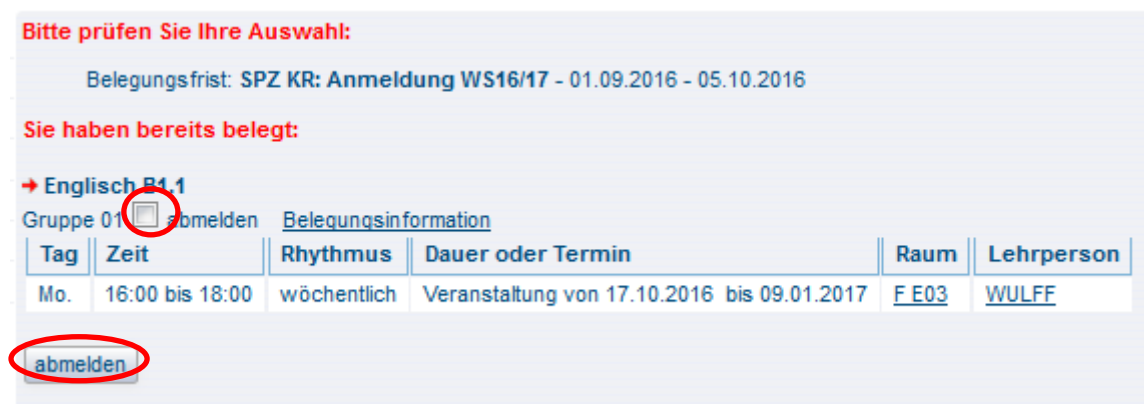 Bitte prüfen Sie Ihre Auswahl:
Belegungsfrist: SPZ KR: Anmeldung WS16/17 - 01.09.2016 - 05.10.2016
Sie haben bereits belegt:
Englisch B1.1
Gruppe 01 abmelden Belegungsinformation
Tag Zeit Rhythmus Dauer oder Termin Raum Lehrperson
Mo. 16:00 bis 18:00 wöchentlich Veranstaltung von 17.10.2016 bis 09.01.2017 F E03 WULFF
abmelden